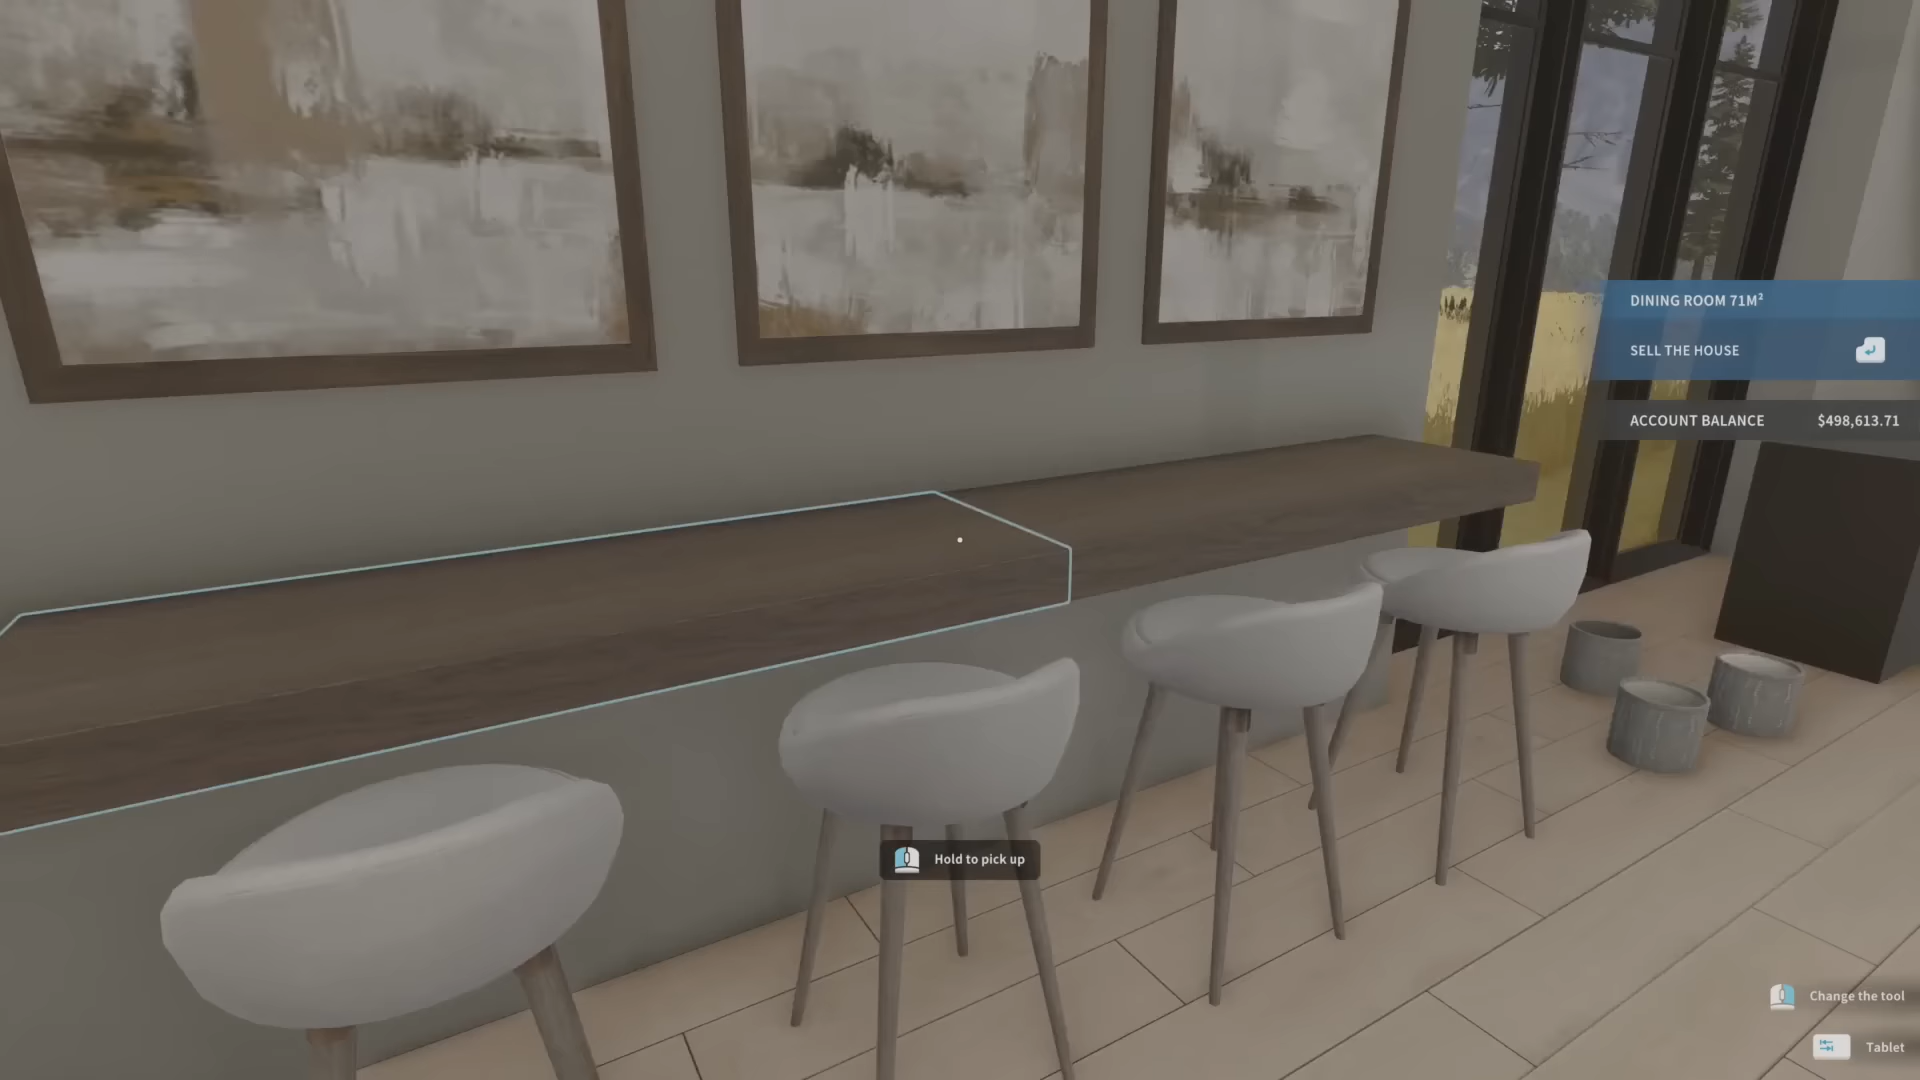 DINING ROOM 71M²
SELL THE HOUSE
ACCOUNT BALANCE $498,613.71
Hold to pick up
Change the tool
Tablet